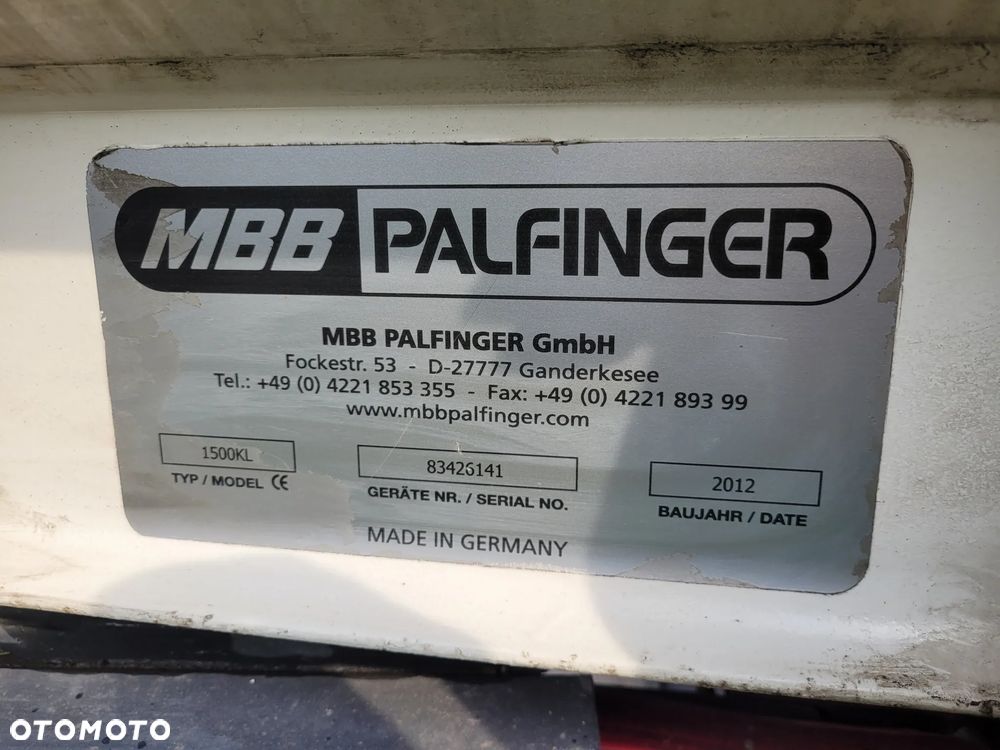 MBB PALFINGER
MBB PALFINGER GmbH
Fockestr. 53 - D-27777 Ganderkesee
Tel.: +49 (0) 4221 853 355 - Fax: +49 (0) 4221 893 99
www.mbbpalfinger.com
1500KL 83426141 2012
TYP / MODEL CE GERÄTE NR. / SERIAL NO. BAUJAHR / DATE
MADE IN GERMANY
OTOMOTO